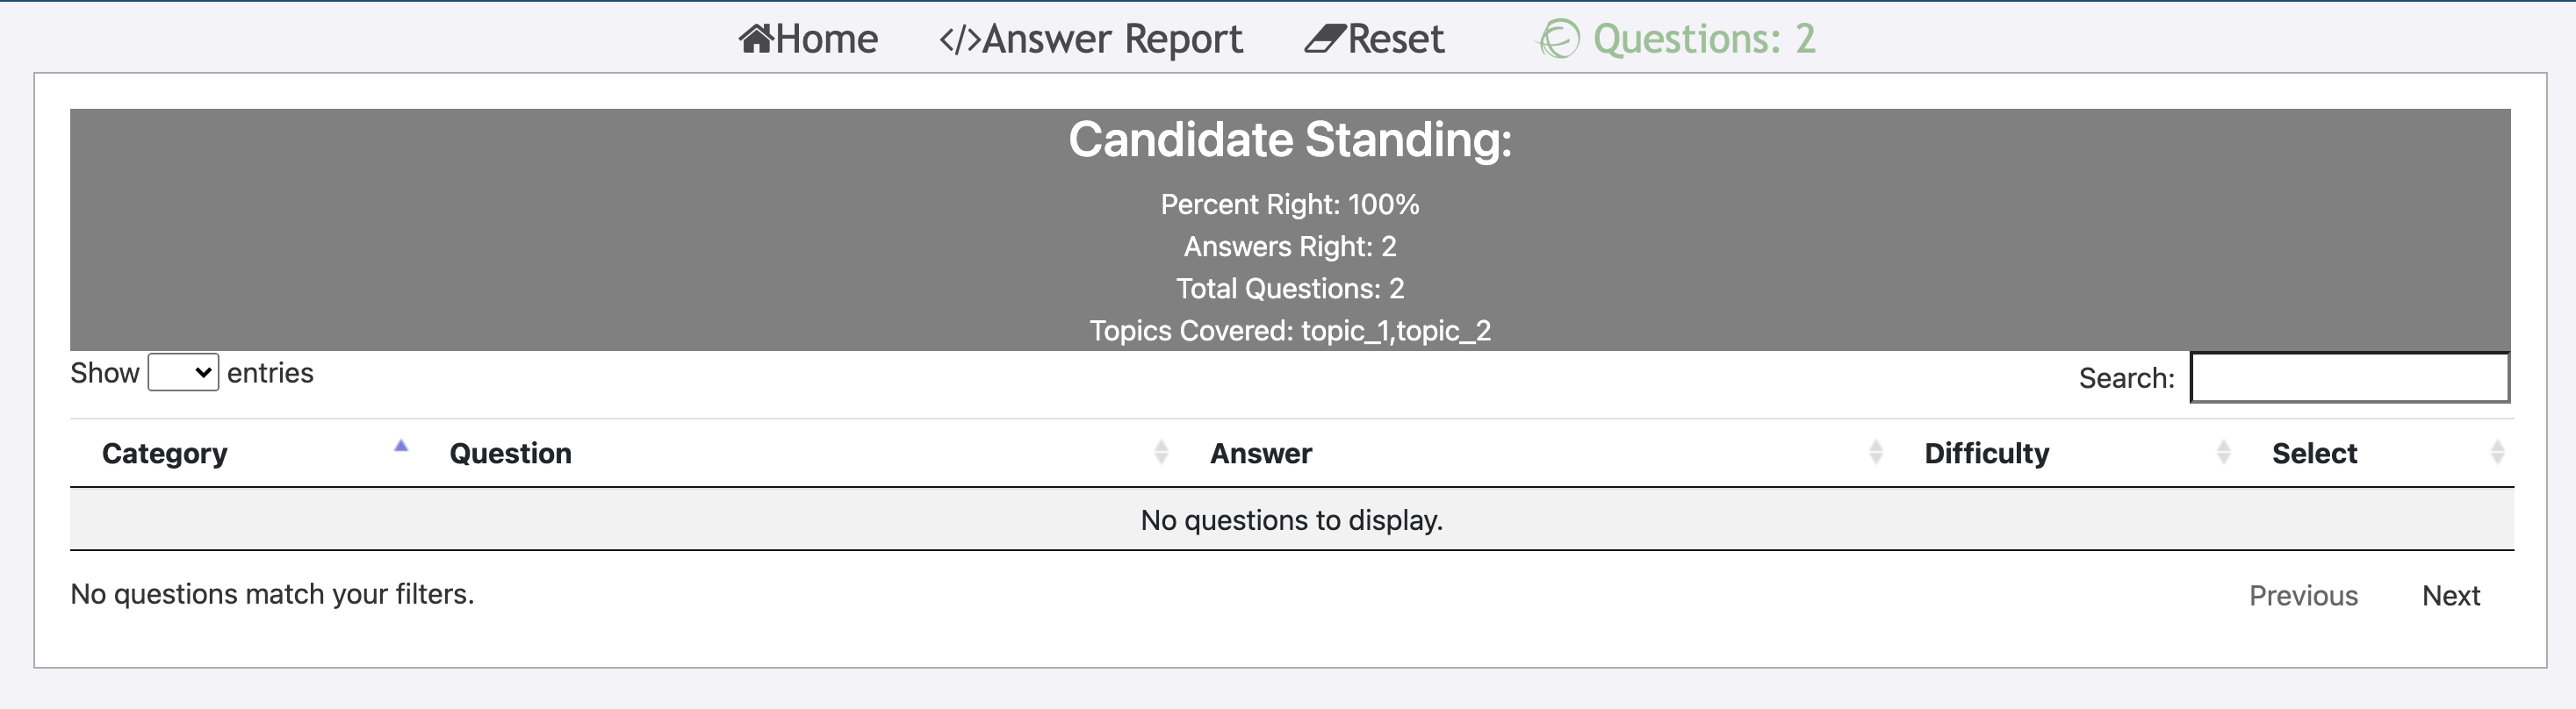 Home </>Answer Report Reset Questions: 2
Candidate Standing:
Percent Right: 100%
Answers Right: 2
Total Questions: 2
Topics Covered: topic_1,topic_2
Show entries Search:
Category Question Answer Difficulty Select
No questions to display.
No questions match your filters. Previous Next